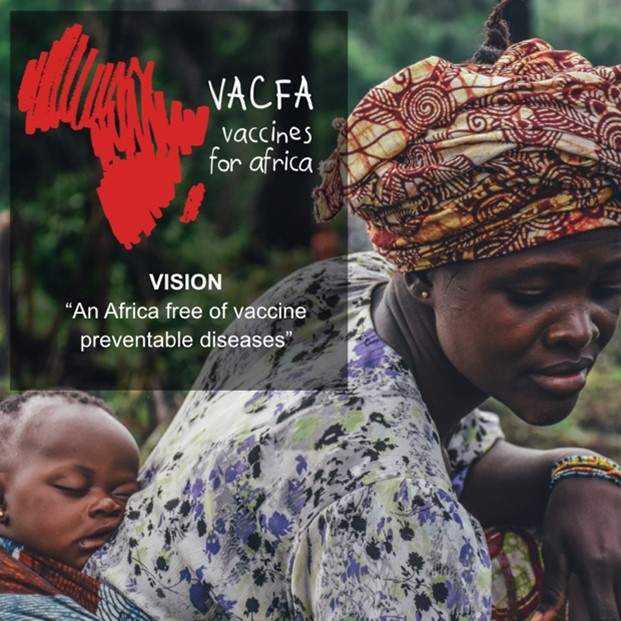 VACFA
vaccines
for africa
VISION
“An Africa free of vaccine
preventable diseases”